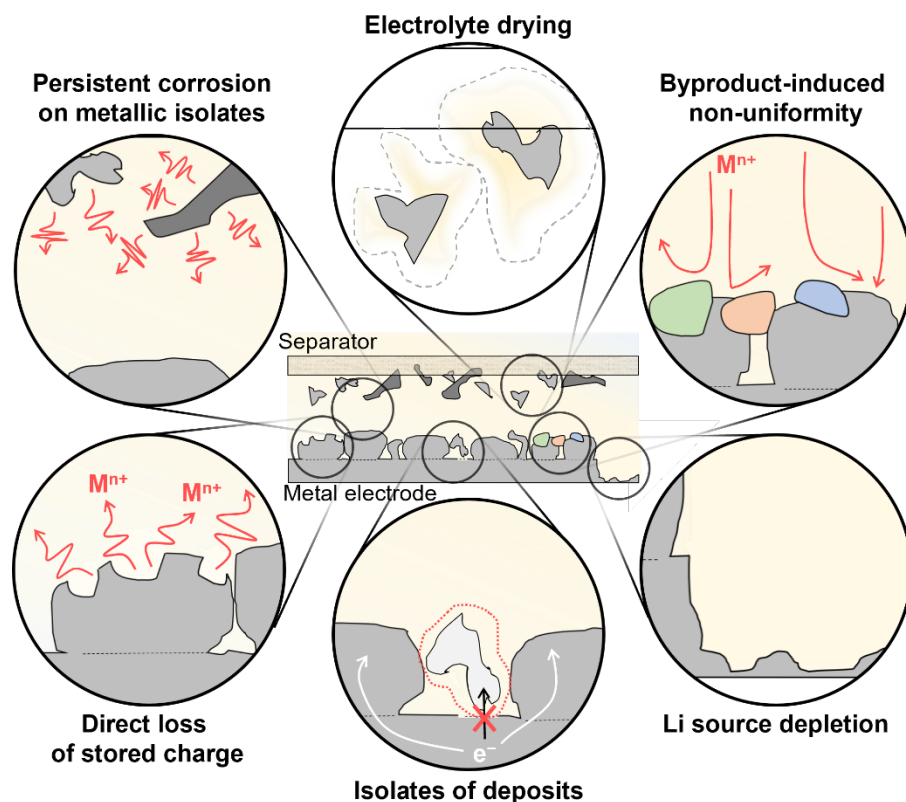 Electrolyte drying
Persistent corrosion
on metallic isolates
Byproduct-induced
non-uniformity
Mⁿ⁺
Separator
Metal electrode
Mⁿ⁺
Mⁿ⁺
e⁻
Direct loss
of stored charge
Li source depletion
Isolates of deposits